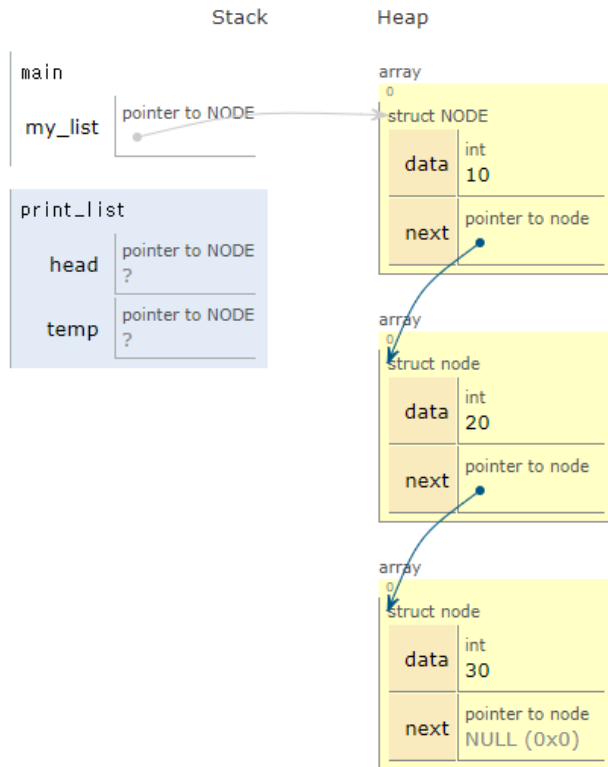 Stack Heap
main
my_list
pointer to NODE
print_list
head
pointer to NODE
?
temp
pointer to NODE
?
array
0
struct NODE
data
int
10
next
pointer to node
array
0
struct node
data
int
20
next
pointer to node
array
0
struct node
data
int
30
next
pointer to node
NULL (0x0)